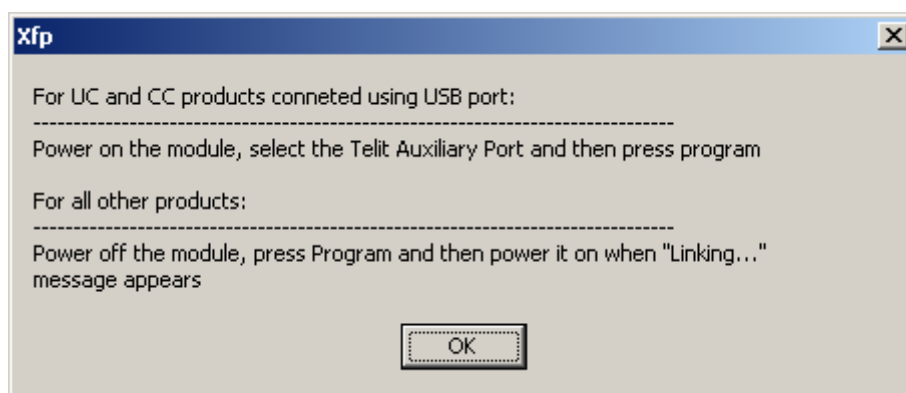 Xfp
For UC and CC products conneted using USB port:
--------------------------------------------------------------------------------
Power on the module, select the Telit Auxiliary Port and then press program
For all other products:
--------------------------------------------------------------------------------
Power off the module, press Program and then power it on when "Linking..."
message appears
OK